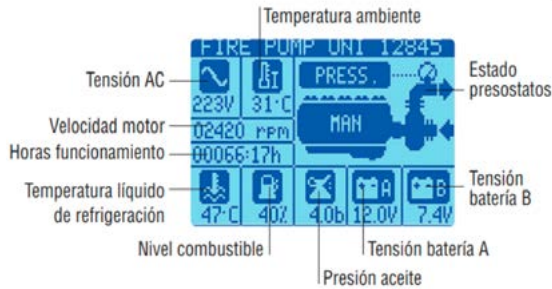 Temperatura ambiente
FIRE PUMP UNI 12845
Tensión AC
PRESS.
Estado
presostatos
223V 31°C
Velocidad motor
02420 rpm
MAN
Horas funcionamiento
00066:17h
Temperatura líquido
de refrigeración
A
B
Tensión
batería B
47°C 40% 4.0b 12.0V 7.4V
Nivel combustible
Tensión batería A
Presión aceite